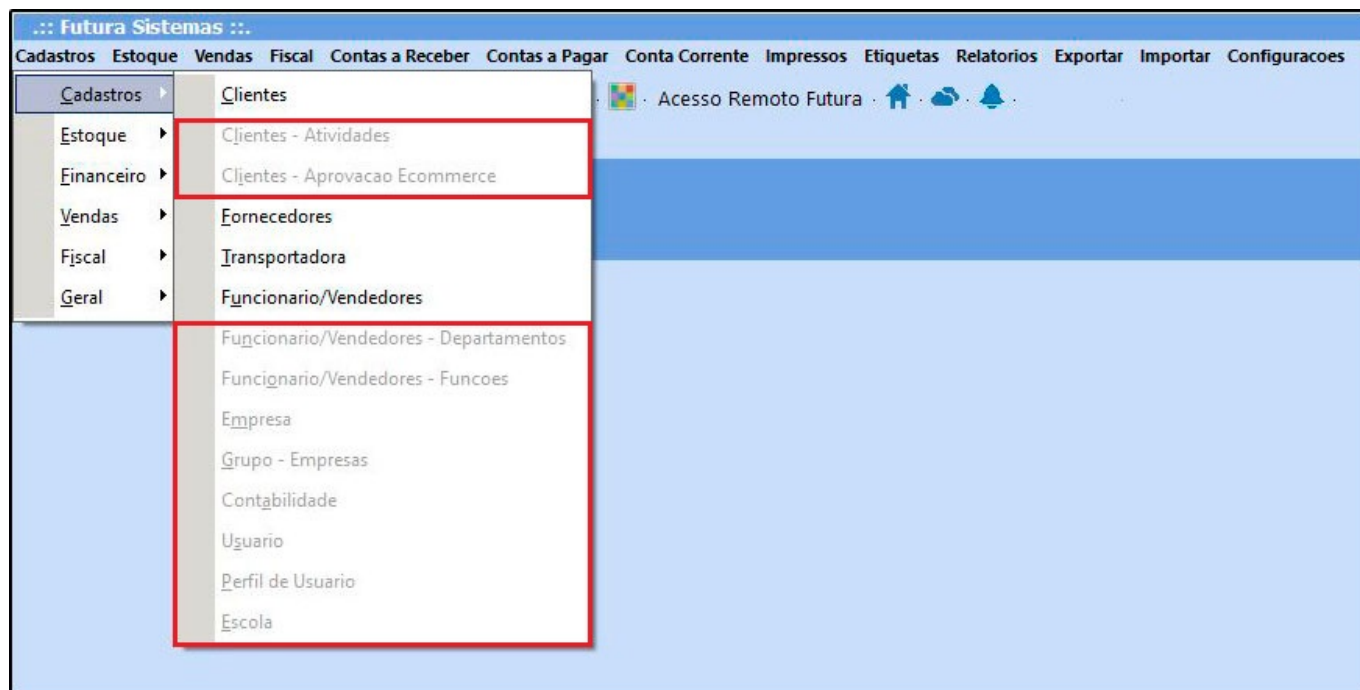 .:: Futura Sistemas ::.
Cadastros Estoque Vendas Fiscal Contas a Receber Contas a Pagar Conta Corrente Impressos Etiquetas Relatorios Exportar Importar Configuracoes
Acesso Remoto Futura
Cadastros
Estoque
Financeiro
Vendas
Fiscal
Geral
Clientes
Clientes - Atividades
Clientes - Aprovacao Ecommerce
Fornecedores
Transportadora
Funcionario/Vendedores
Funcionario/Vendedores - Departamentos
Funcionario/Vendedores - Funcoes
Empresa
Grupo - Empresas
Contabilidade
Usuario
Perfil de Usuario
Escola